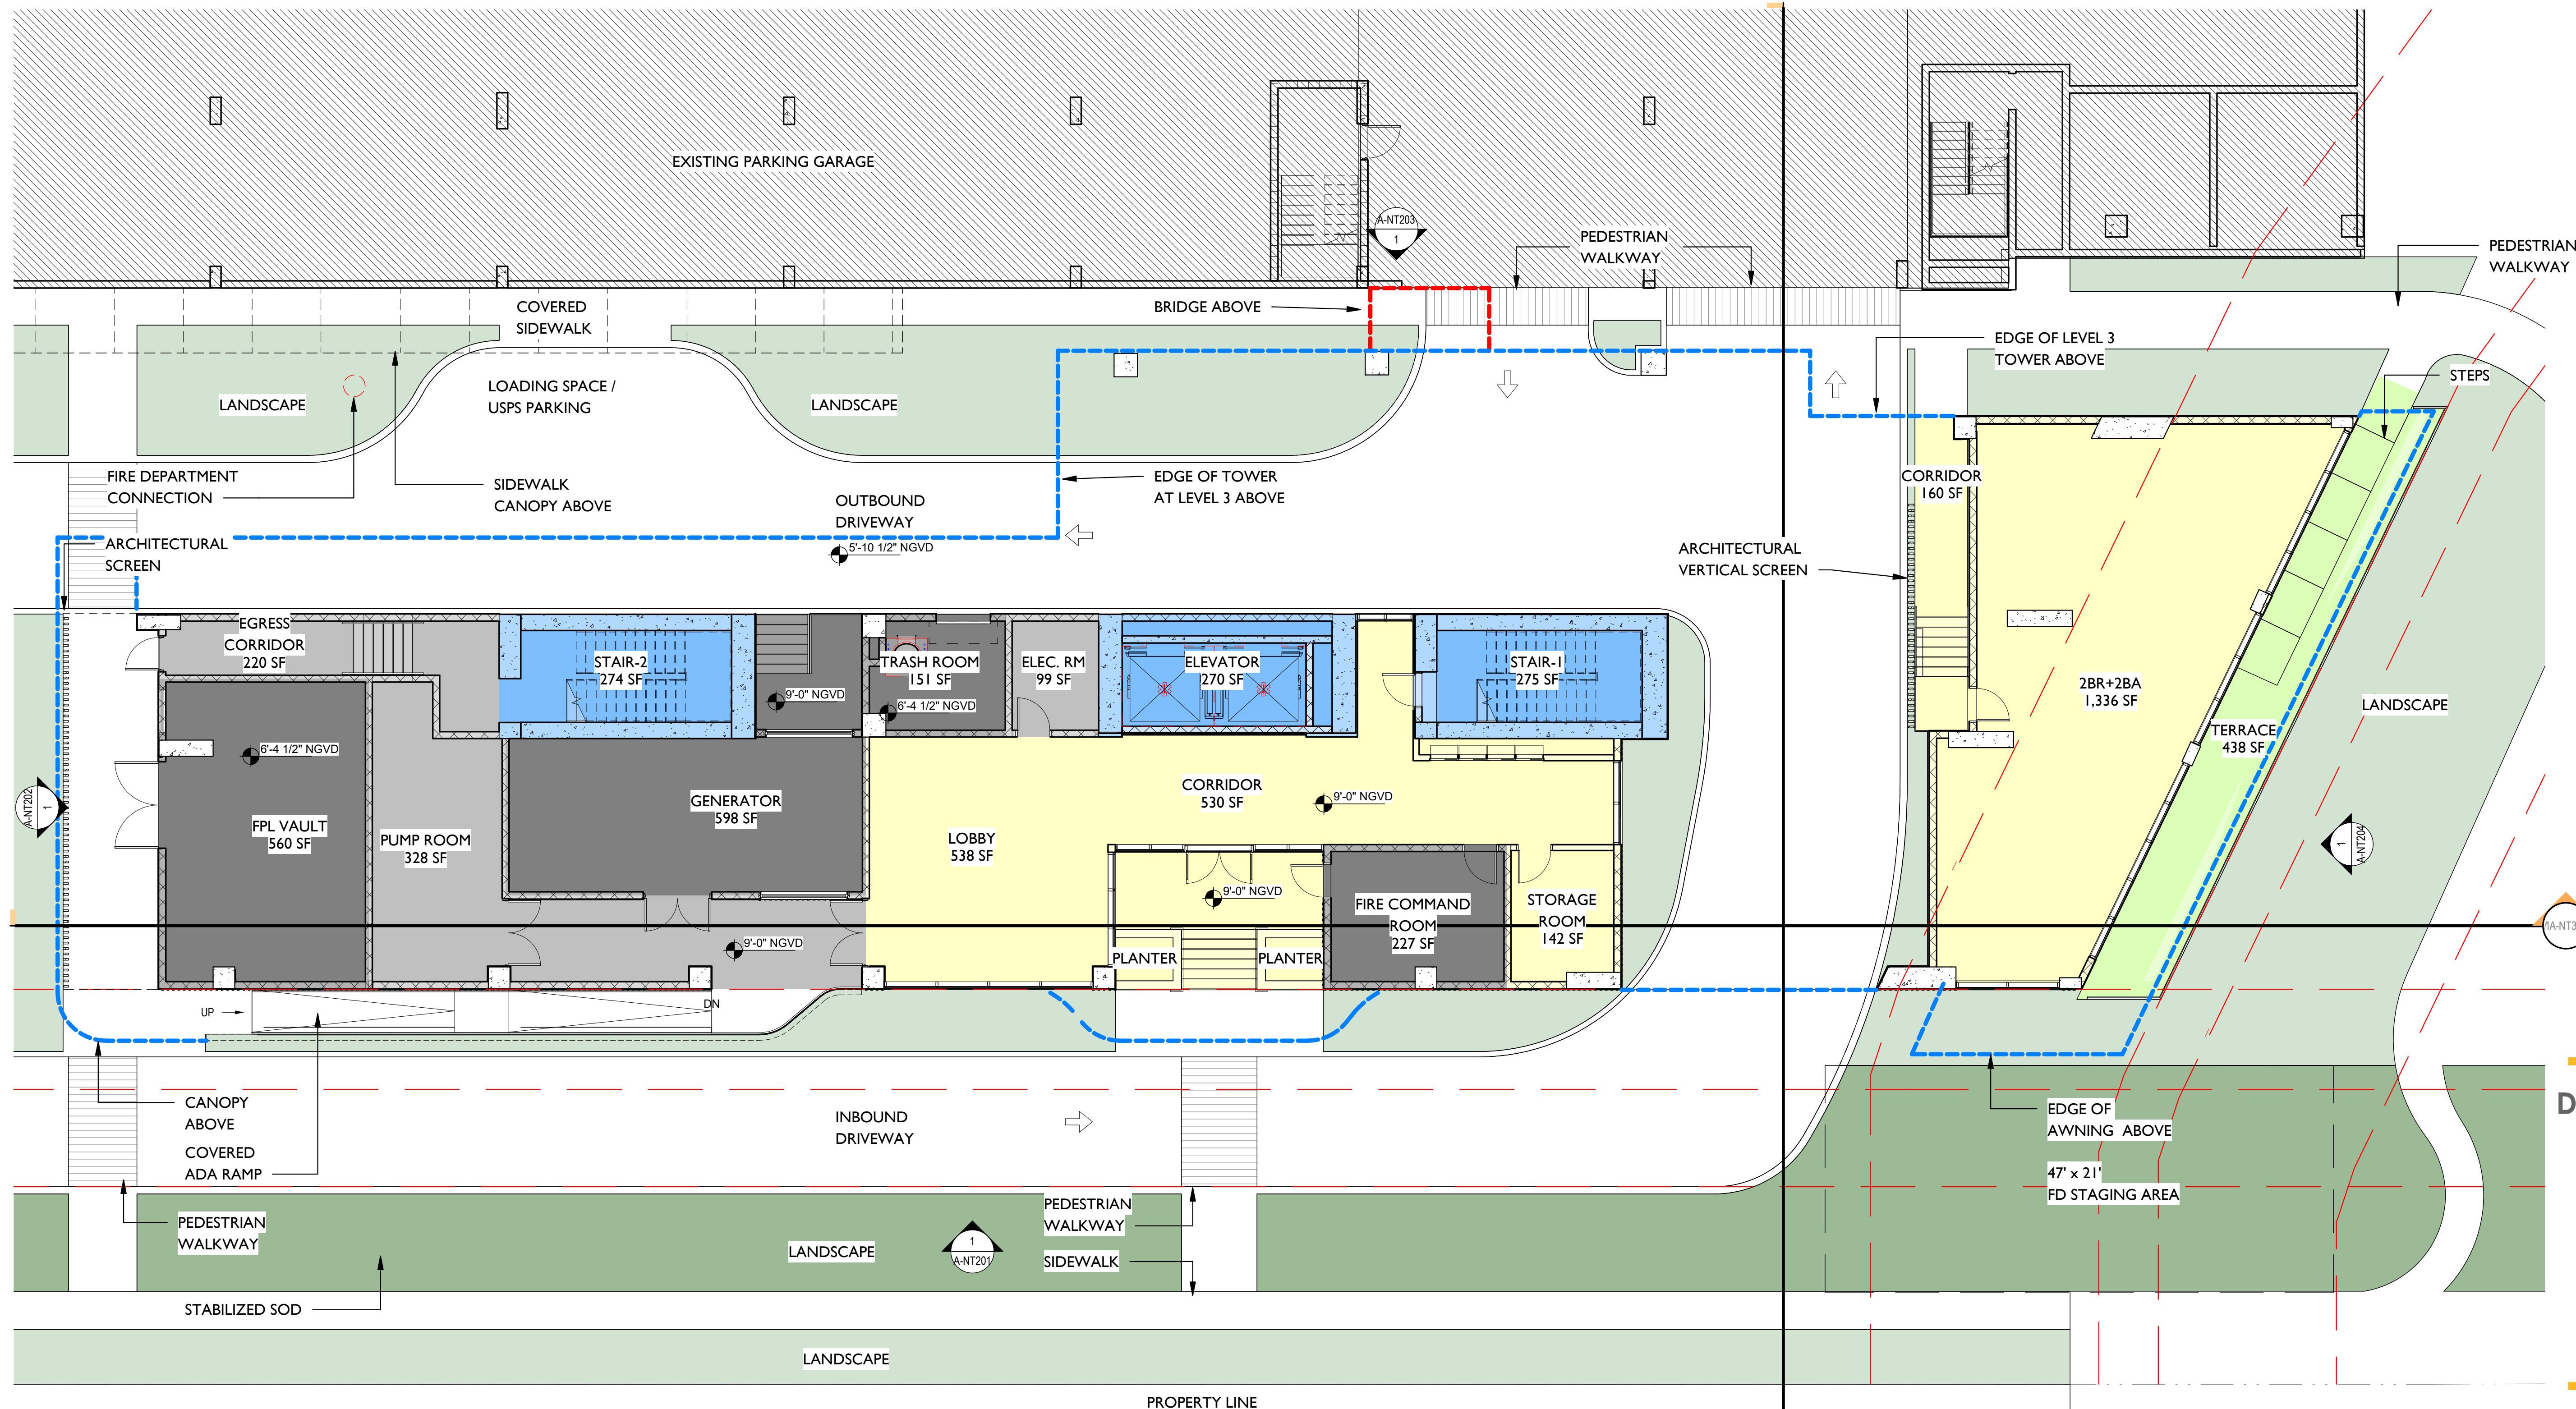 EXISTING PARKING GARAGE
A-NT203
1
PEDESTRIAN
WALKWAY
PEDESTRIAN
WALKWAY
COVERED
SIDEWALK
BRIDGE ABOVE
EDGE OF LEVEL 3
TOWER ABOVE
STEPS
LOADING SPACE /
USPS PARKING
LANDSCAPE
LANDSCAPE
FIRE DEPARTMENT
CONNECTION
SIDEWALK
CANOPY ABOVE
EDGE OF TOWER
AT LEVEL 3 ABOVE
CORRIDOR
160 SF
OUTBOUND
DRIVEWAY
5'-10 1/2" NGVD
ARCHITECTURAL
SCREEN
ARCHITECTURAL
VERTICAL SCREEN
EGRESS
CORRIDOR
220 SF
STAIR-2
274 SF
9'-0" NGVD
TRASH ROOM
151 SF
6'-4 1/2" NGVD
ELEC. RM
99 SF
ELEVATOR
270 SF
STAIR-1
275 SF
2BR+2BA
1,336 SF
LANDSCAPE
TERRACE
438 SF
6'-4 1/2" NGVD
A-NT202
1
FPL VAULT
560 SF
PUMP ROOM
328 SF
GENERATOR
598 SF
LOBBY
538 SF
CORRIDOR
530 SF
9'-0" NGVD
1
A-NT204
9'-0" NGVD
FIRE COMMAND
ROOM
227 SF
STORAGE
ROOM
142 SF
9'-0" NGVD
PLANTER
PLANTER
UP
DN
CANOPY
ABOVE
COVERED
ADA RAMP
INBOUND
DRIVEWAY
EDGE OF
AWNING ABOVE
47' x 21'
FD STAGING AREA
D
PEDESTRIAN
WALKWAY
PEDESTRIAN
WALKWAY
LANDSCAPE
1
A-NT201
SIDEWALK
STABILIZED SOD
LANDSCAPE
PROPERTY LINE